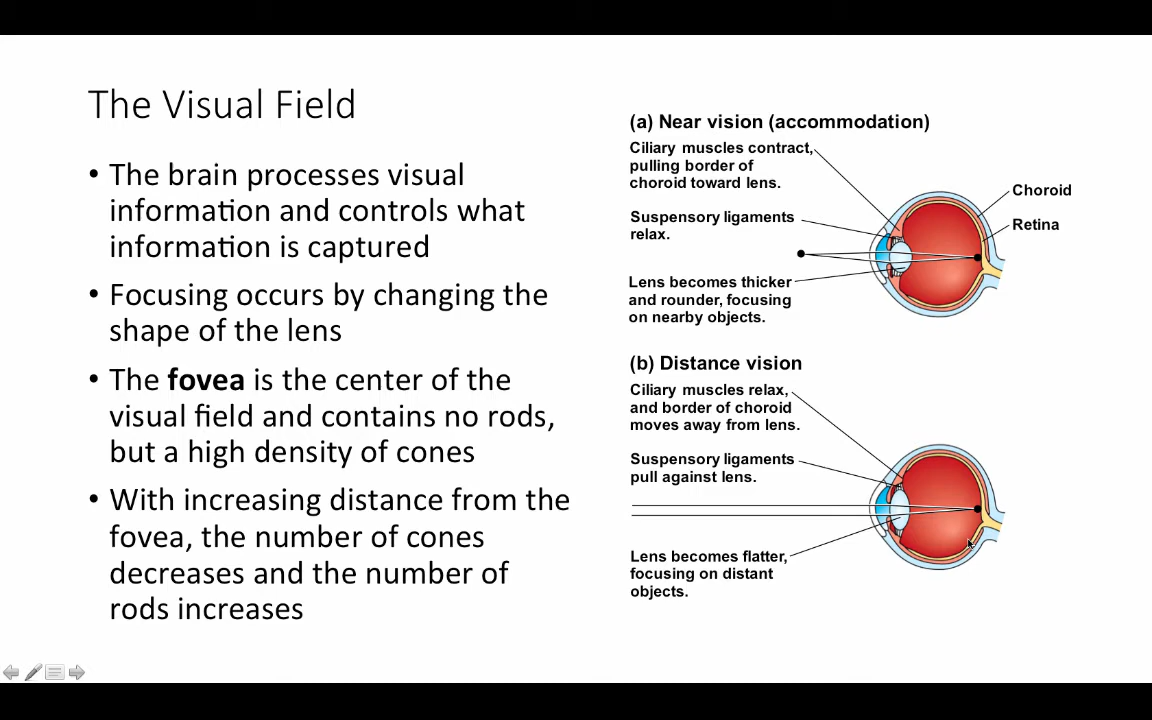 The Visual Field
• The brain processes visual
information and controls what
information is captured
• Focusing occurs by changing the
shape of the lens
• The fovea is the center of the
visual field and contains no rods,
but a high density of cones
• With increasing distance from the
fovea, the number of cones
decreases and the number of
rods increases
(a) Near vision (accommodation)
Ciliary muscles contract,
pulling border of
choroid toward lens.
Suspensory ligaments
relax.
Lens becomes thicker
and rounder, focusing
on nearby objects.
Choroid
Retina
(b) Distance vision
Ciliary muscles relax,
and border of choroid
moves away from lens.
Suspensory ligaments
pull against lens.
Lens becomes flatter,
focusing on distant
objects.